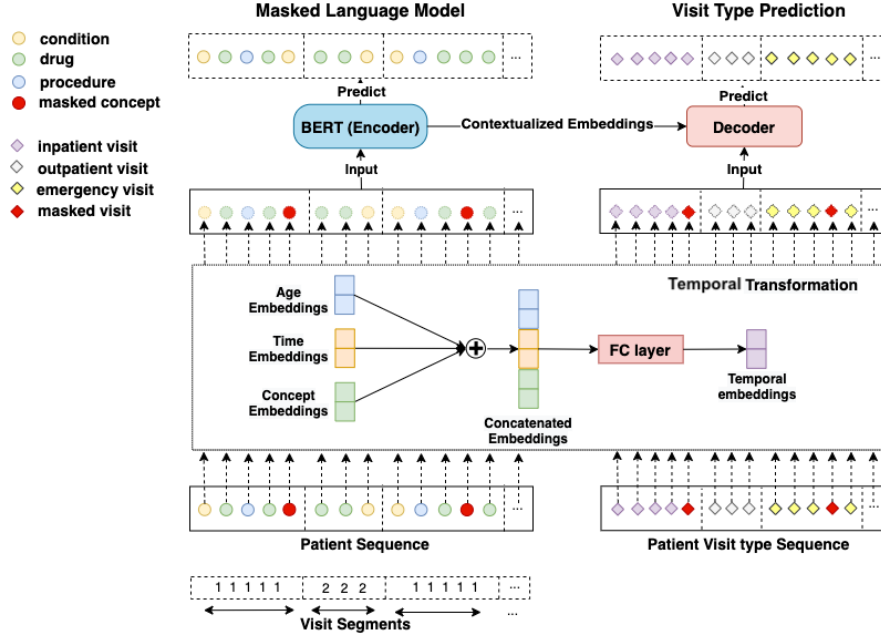 Masked Language Model
Visit Type Prediction
condition
drug
procedure
masked concept
inpatient visit
outpatient visit
emergency visit
masked visit
...
...
Predict
Predict
BERT (Encoder)
Contextualized Embeddings
Decoder
Input
Input
...
...
Temporal Transformation
Age
Embeddings
Time
Embeddings
Concept
Embeddings
+
FC layer
Concatenated
Embeddings
Temporal
embeddings
...
...
Patient Sequence
Patient Visit type Sequence
1 1 1 1 1 2 2 2 1 1 1 1 1 ...
Visit Segments ...